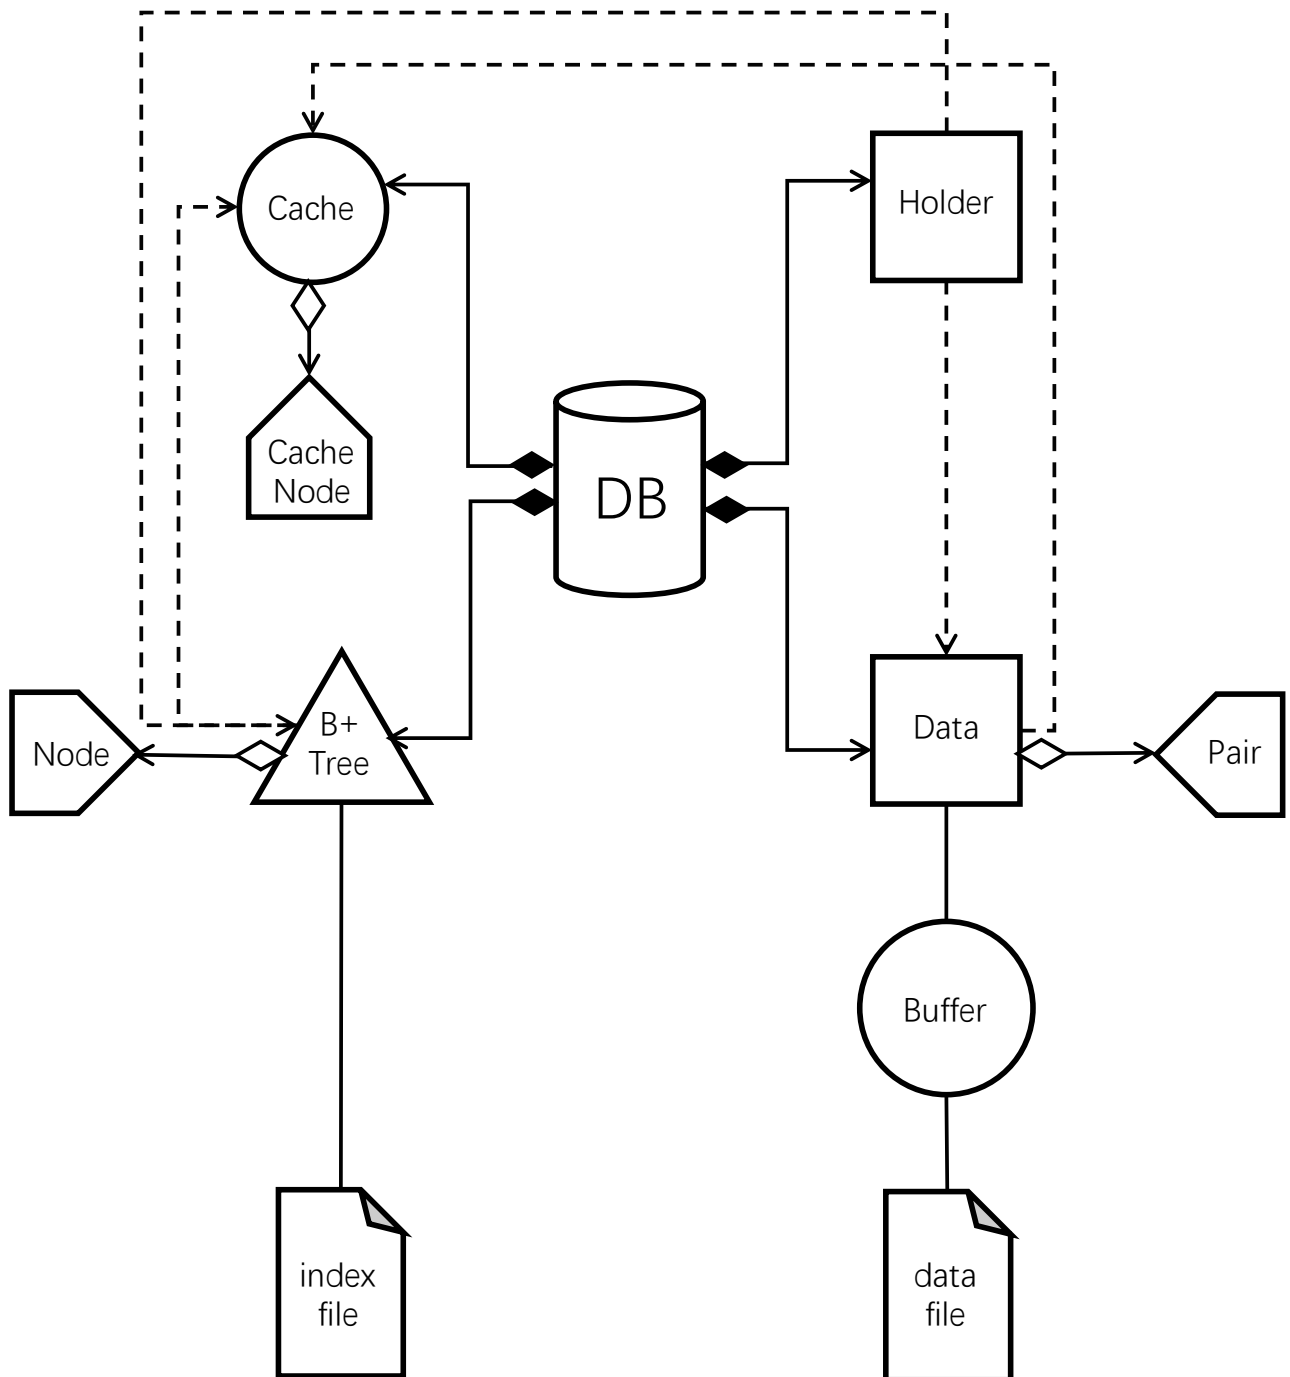 Cache
Holder
Cache
Node
DB
B+
Tree
Node
Data
Pair
Buffer
index
file
data
file